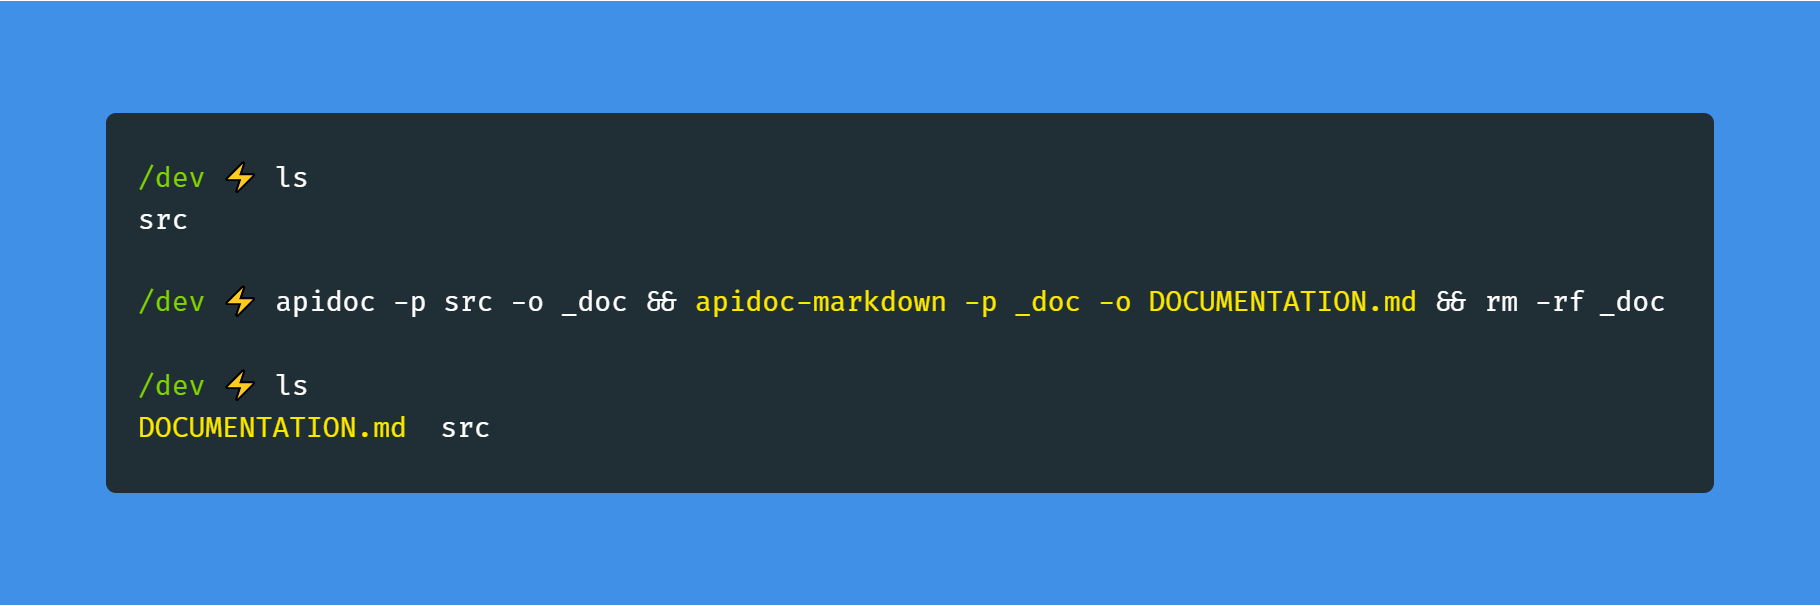 /dev ⚡ ls
src
/dev ⚡ apidoc -p src -o _doc && apidoc-markdown -p _doc -o DOCUMENTATION.md && rm -rf _doc
/dev ⚡ ls
DOCUMENTATION.md  src